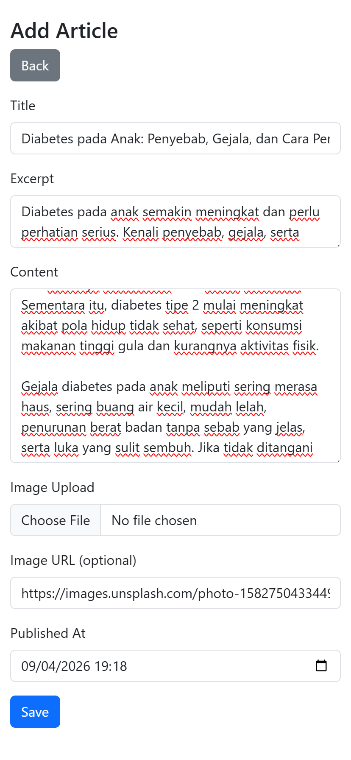 Add Article
Back
Title
Diabetes pada Anak: Penyebab, Gejala, dan Cara
Excerpt
Diabetes pada anak semakin meningkat dan perlu
perhatian serius. Kenali penyebab, gejala, serta
Content
Sementara itu, diabetes tipe 2 mulai meningkat
akibat pola hidup tidak sehat, seperti konsumsi
makanan tinggi gula dan kurangnya aktivitas fisik.
Gejala diabetes pada anak meliputi sering merasa
haus, sering buang air kecil, mudah lelah,
penurunan berat badan tanpa sebab yang jelas,
serta luka yang sulit sembuh. Jika tidak ditangani
Image Upload
Choose File No file chosen
Image URL (optional)
https://images.unsplash.com/photo-1582750433449
Published At
09/04/2026 19:18
Save